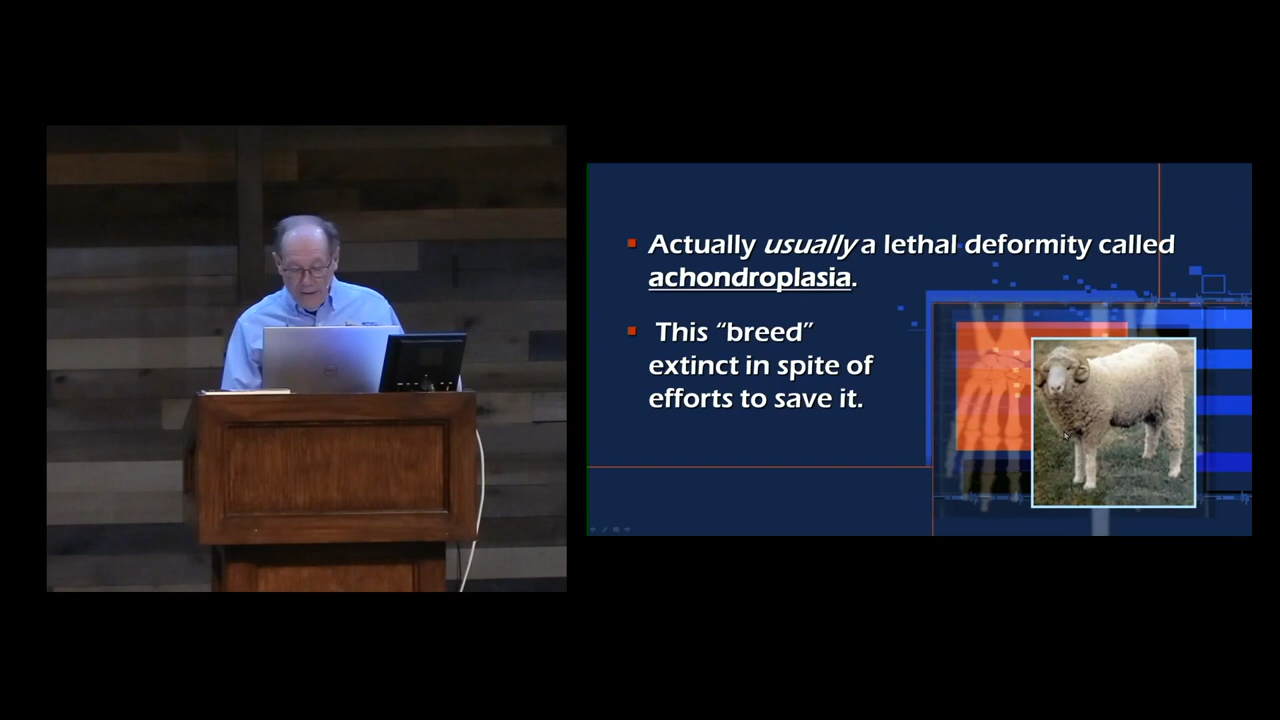 Actually usually a lethal deformity called
achondroplasia.
This “breed”
extinct in spite of
efforts to save it.